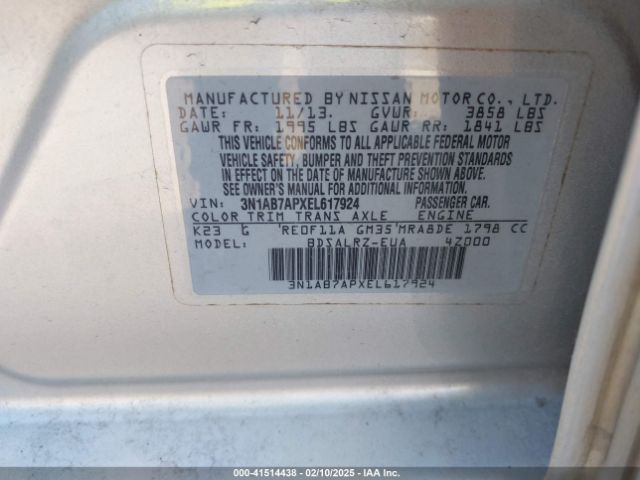 MANUFACTURED BY NISSAN MOTOR CO., LTD.
DATE: 11/13. GVWR: 3858 LBS
GAWR FR: 1995 LBS GAWR RR: 1841 LBS
THIS VEHICLE CONFORMS TO ALL APPLICABLE FEDERAL MOTOR
VEHICLE SAFETY, BUMPER AND THEFT PREVENTION STANDARDS
IN EFFECT ON THE DATE OF MANUFACTURE SHOWN ABOVE.
SEE OWNER'S MANUAL FOR ADDITIONAL INFORMATION.
VIN: 3N1AB7APXEL617924 PASSENGER CAR.
COLOR TRIM TRANS AXLE ENGINE
K23 G RE0F11A GM35 MRA8DE 1798 CC
MODEL: BDSALRZ-EUA 4Z000
3N1AB7APXEL617924
000-41514438 - 02/10/2025 - IAA Inc.